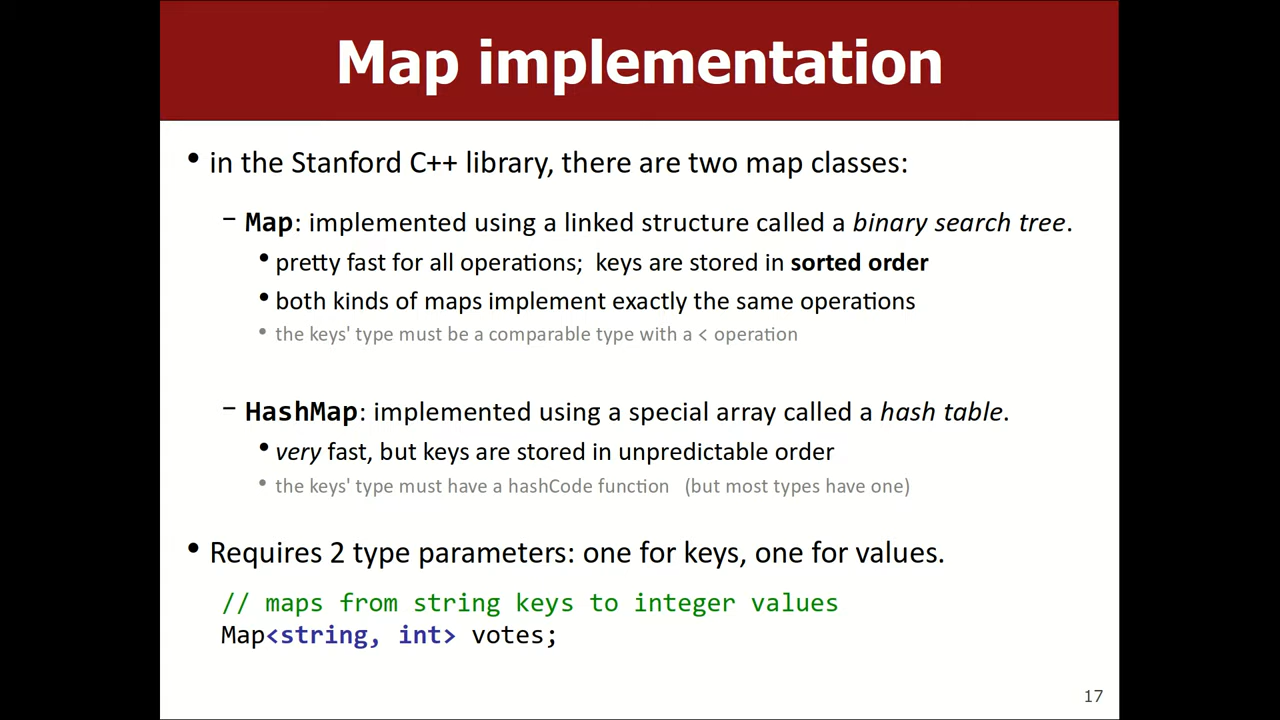 Map implementation
• in the Stanford C++ library, there are two map classes:
– Map: implemented using a linked structure called a binary search tree.
• pretty fast for all operations; keys are stored in sorted order
• both kinds of maps implement exactly the same operations
• the keys' type must be a comparable type with a < operation
– HashMap: implemented using a special array called a hash table.
• very fast, but keys are stored in unpredictable order
• the keys' type must have a hashCode function (but most types have one)
• Requires 2 type parameters: one for keys, one for values.
// maps from string keys to integer values
Map<string, int> votes;
17